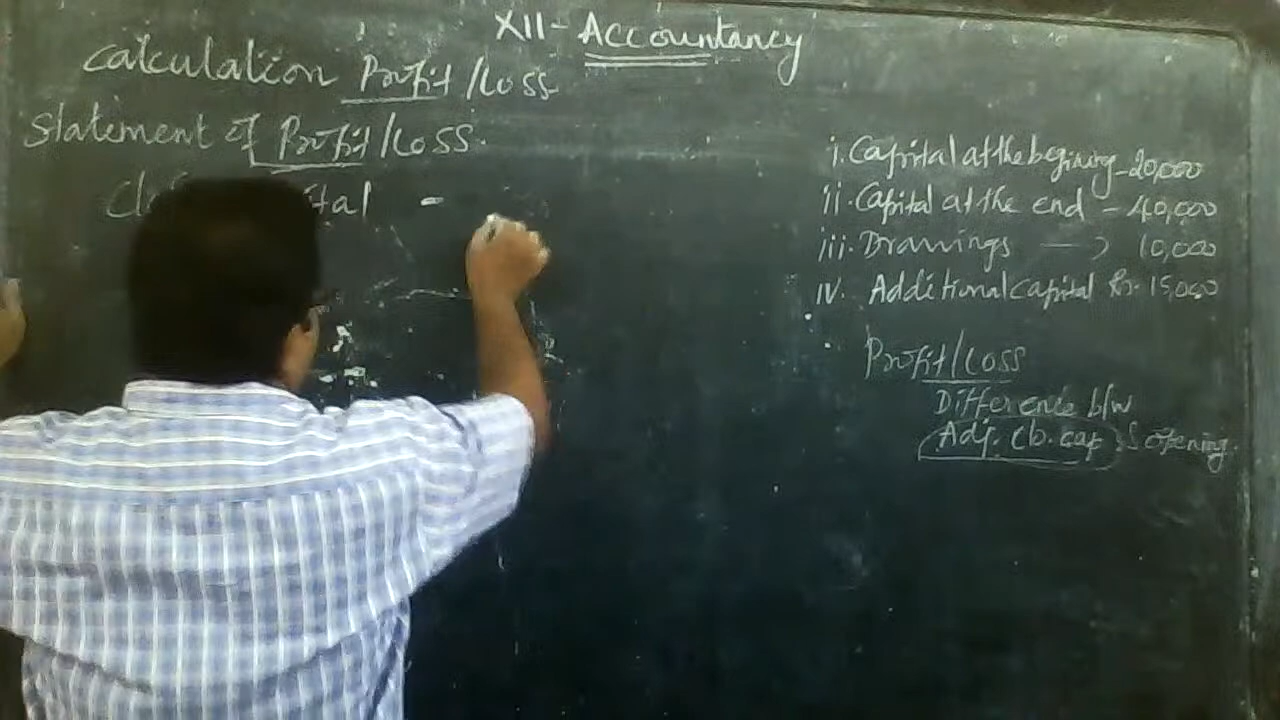 XII - Accountancy
Calculation Profit/Loss
Statement of Profit/Loss.
i. Capital at the begining - 20,000
ii. Capital at the end - 40,000
iii. Drawings → 10,000
iv. Additional capital Rs. 15,000
Profit/Loss
Difference b/w
Adj. Cb. cap & opening.